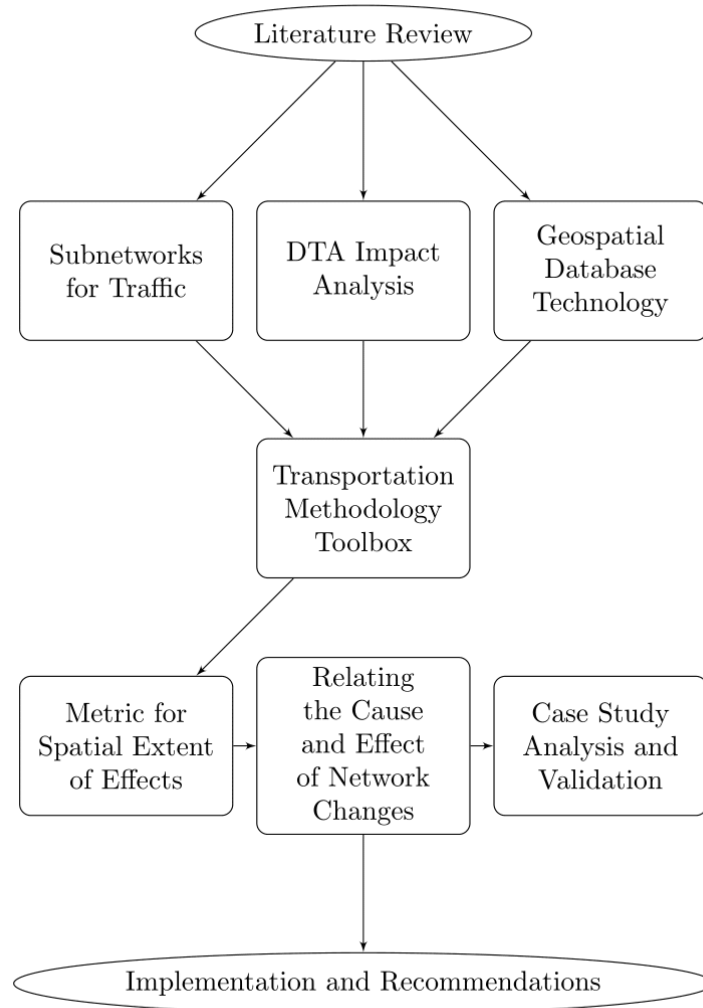 Literature Review
Subnetworks
for Traffic
DTA Impact
Analysis
Geospatial
Database
Technology
Transportation
Methodology
Toolbox
Metric for
Spatial Extent
of Effects
Relating
the Cause
and Effect
of Network
Changes
Case Study
Analysis and
Validation
Implementation and Recommendations